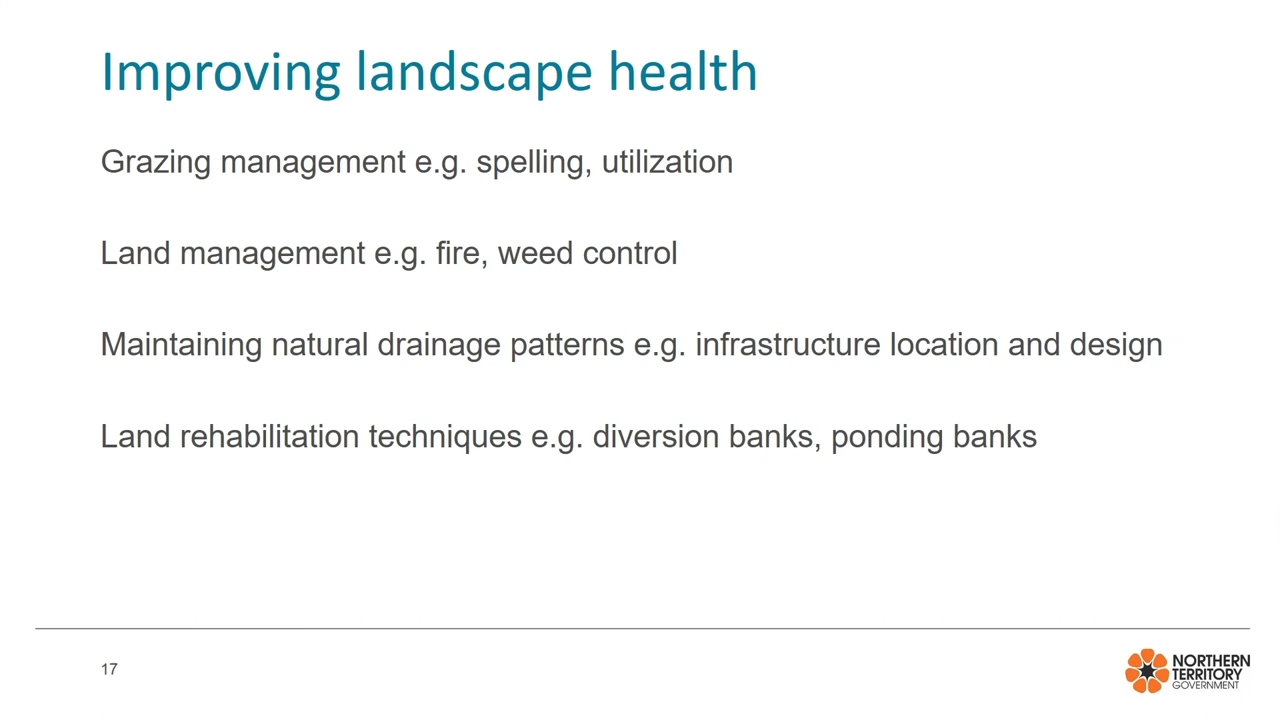 Improving landscape health
Grazing management e.g. spelling, utilization
Land management e.g. fire, weed control
Maintaining natural drainage patterns e.g. infrastructure location and design
Land rehabilitation techniques e.g. diversion banks, ponding banks
17
NORTHERN
TERRITORY
GOVERNMENT